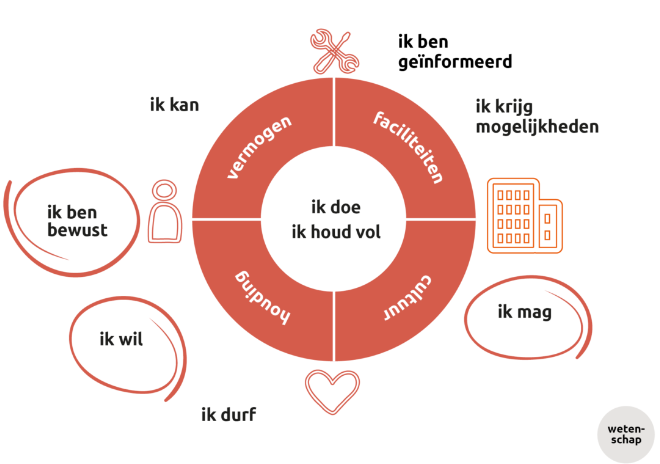 ik ben
geïnformeerd
ik kan
ik krijg
mogelijkheden
vermogen
faciliteiten
ik ben
bewust
ik doe
ik houd vol
houding
cultuur
ik mag
ik wil
ik durf
weten-
schap